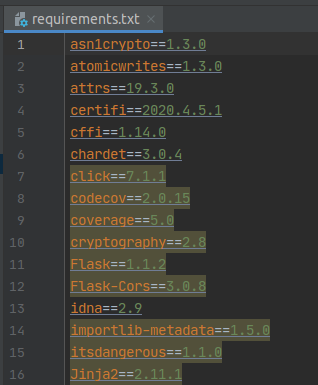 requirements.txt
1 asn1crypto==1.3.0
2 atomicwrites==1.3.0
3 attrs==19.3.0
4 certifi==2020.4.5.1
5 cffi==1.14.0
6 chardet==3.0.4
7 click==7.1.1
8 codecov==2.0.15
9 coverage==5.0
10 cryptography==2.8
11 Flask==1.1.2
12 Flask-Cors==3.0.8
13 idna==2.9
14 importlib-metadata==1.5.0
15 itsdangerous==1.1.0
16 Jinja2==2.11.1